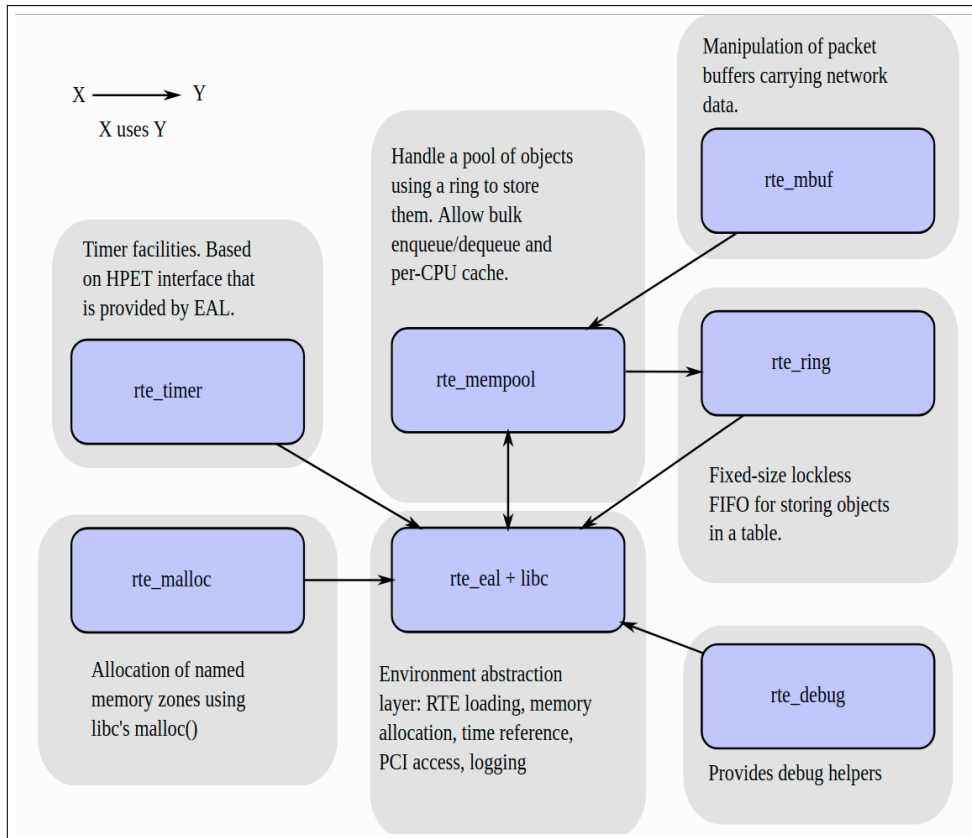 X
Y
X uses Y
Manipulation of packet
buffers carrying network
data.
rte_mbuf
Handle a pool of objects
using a ring to store
them. Allow bulk
enqueue/dequeue and
per-CPU cache.
rte_mempool
Timer facilities. Based
on HPET interface that
is provided by EAL.
rte_timer
rte_ring
Fixed-size lockless
FIFO for storing objects
in a table.
rte_malloc
Allocation of named
memory zones using
libc's malloc()
rte_eal + libc
Environment abstraction
layer: RTE loading, memory
allocation, time reference,
PCI access, logging
rte_debug
Provides debug helpers